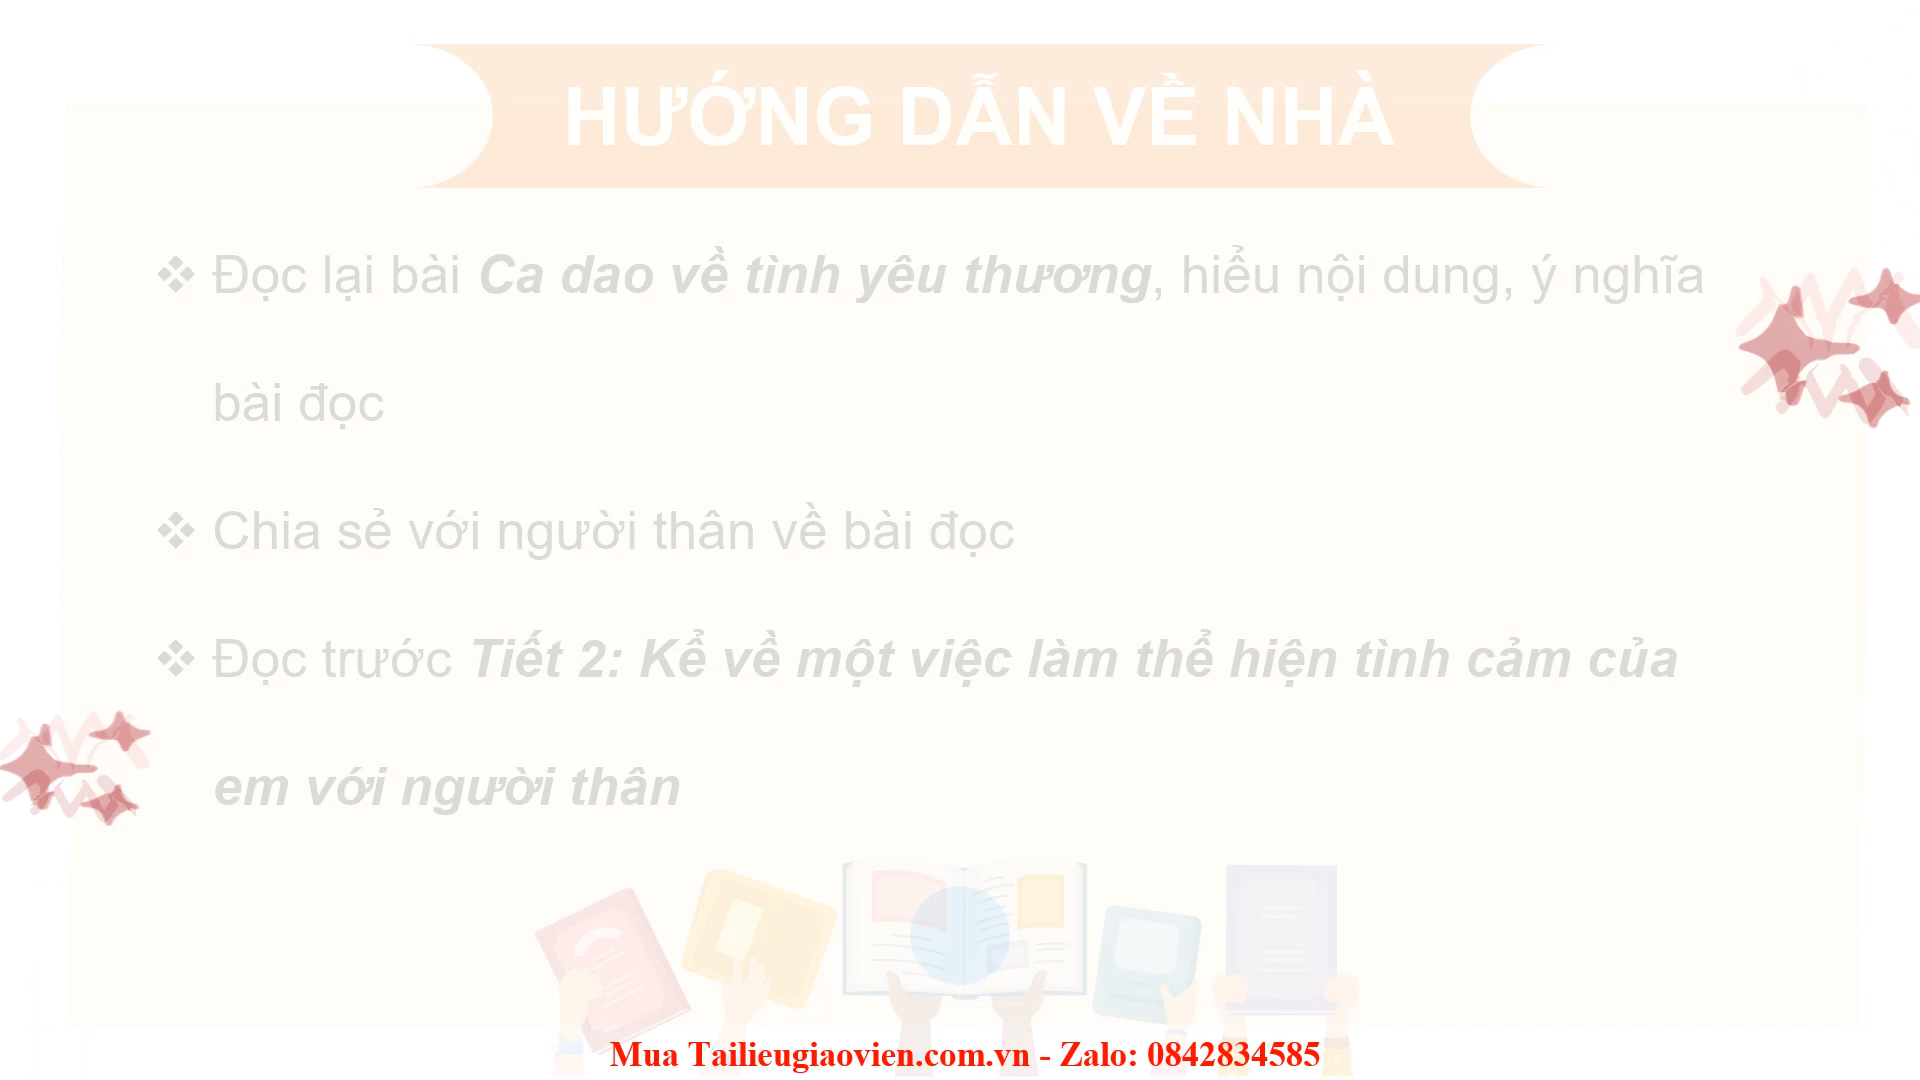 HƯỚNG DẪN VỀ NHÀ
❖ Đọc lại bài Ca dao về tình yêu thương, hiểu nội dung, ý nghĩa
bài đọc
❖ Chia sẻ với người thân về bài đọc
❖ Đọc trước Tiết 2: Kể về một việc làm thể hiện tình cảm của
em với người thân
Mua Tailieugiaovien.com.vn - Zalo: 0842834585